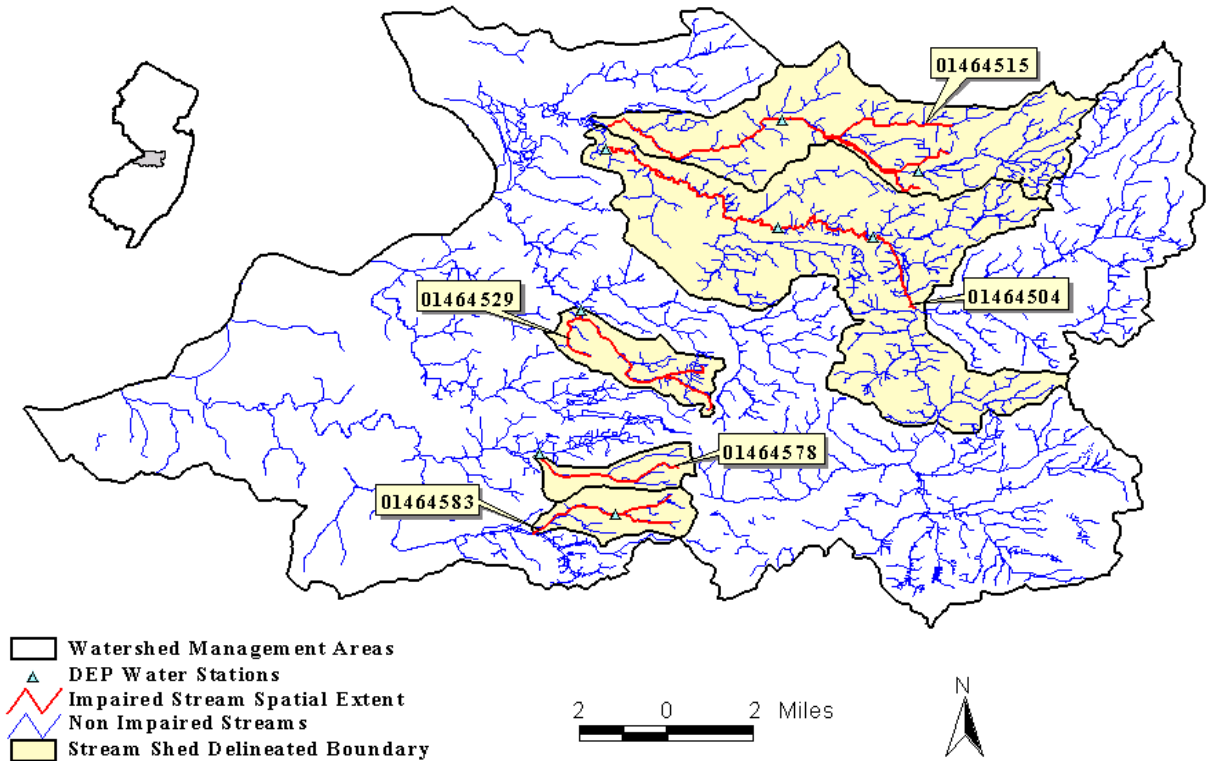 01464515
01464504
01464529
01464578
01464583
Watershed Management Areas
DEP Water Stations
Impaired Stream Spatial Extent
Non Impaired Streams
Stream Shed Delineated Boundary
2 0 2 Miles
N